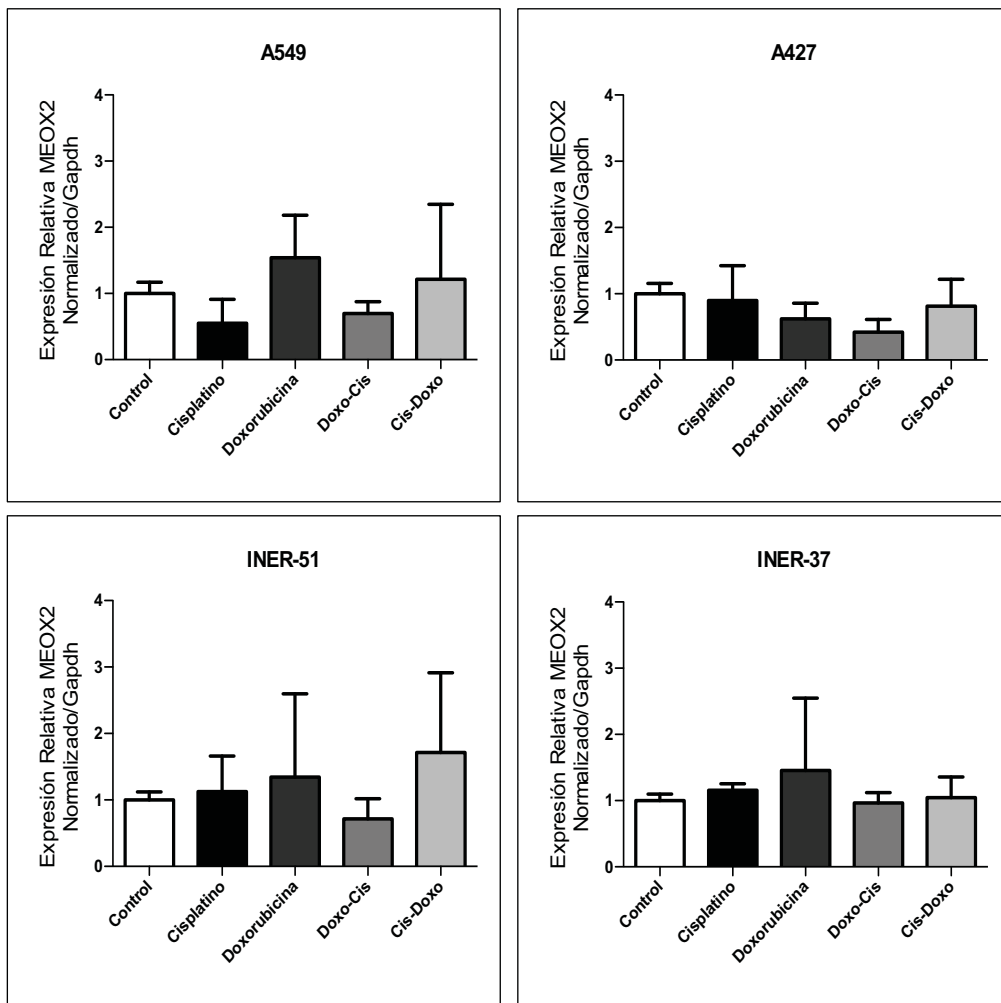 A549
Expresión Relativa MEOX2
Normalizado/Gapdh
4
3
2
1
0
Control
Cisplatino
Doxorubicina
Doxo-Cis
Cis-Doxo
A427
Expresión Relativa MEOX2
Normalizado/Gapdh
4
3
2
1
0
Control
Cisplatino
Doxorubicina
Doxo-Cis
Cis-Doxo
INER-51
Expresión Relativa MEOX2
Normalizado/Gapdh
4
3
2
1
0
Control
Cisplatino
Doxorubicina
Doxo-Cis
Cis-Doxo
INER-37
Expresión Relativa MEOX2
Normalizado/Gapdh
4
3
2
1
0
Control
Cisplatino
Doxorubicina
Doxo-Cis
Cis-Doxo